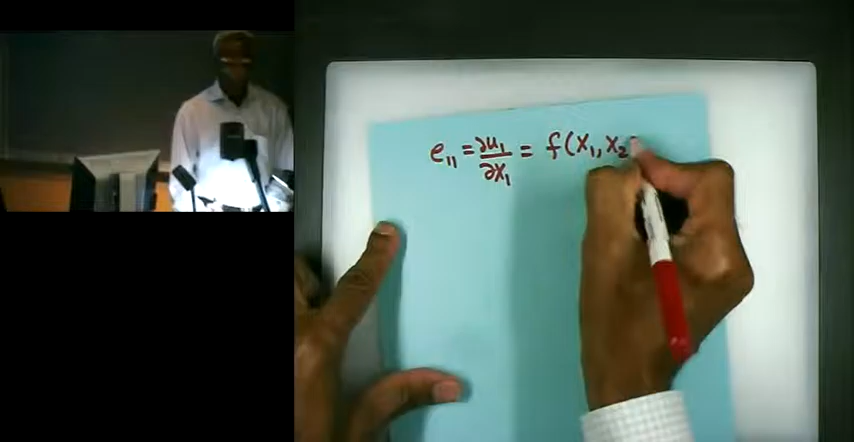 e₁₁ = ∂u₁/∂x₁ = f(x₁, x₂